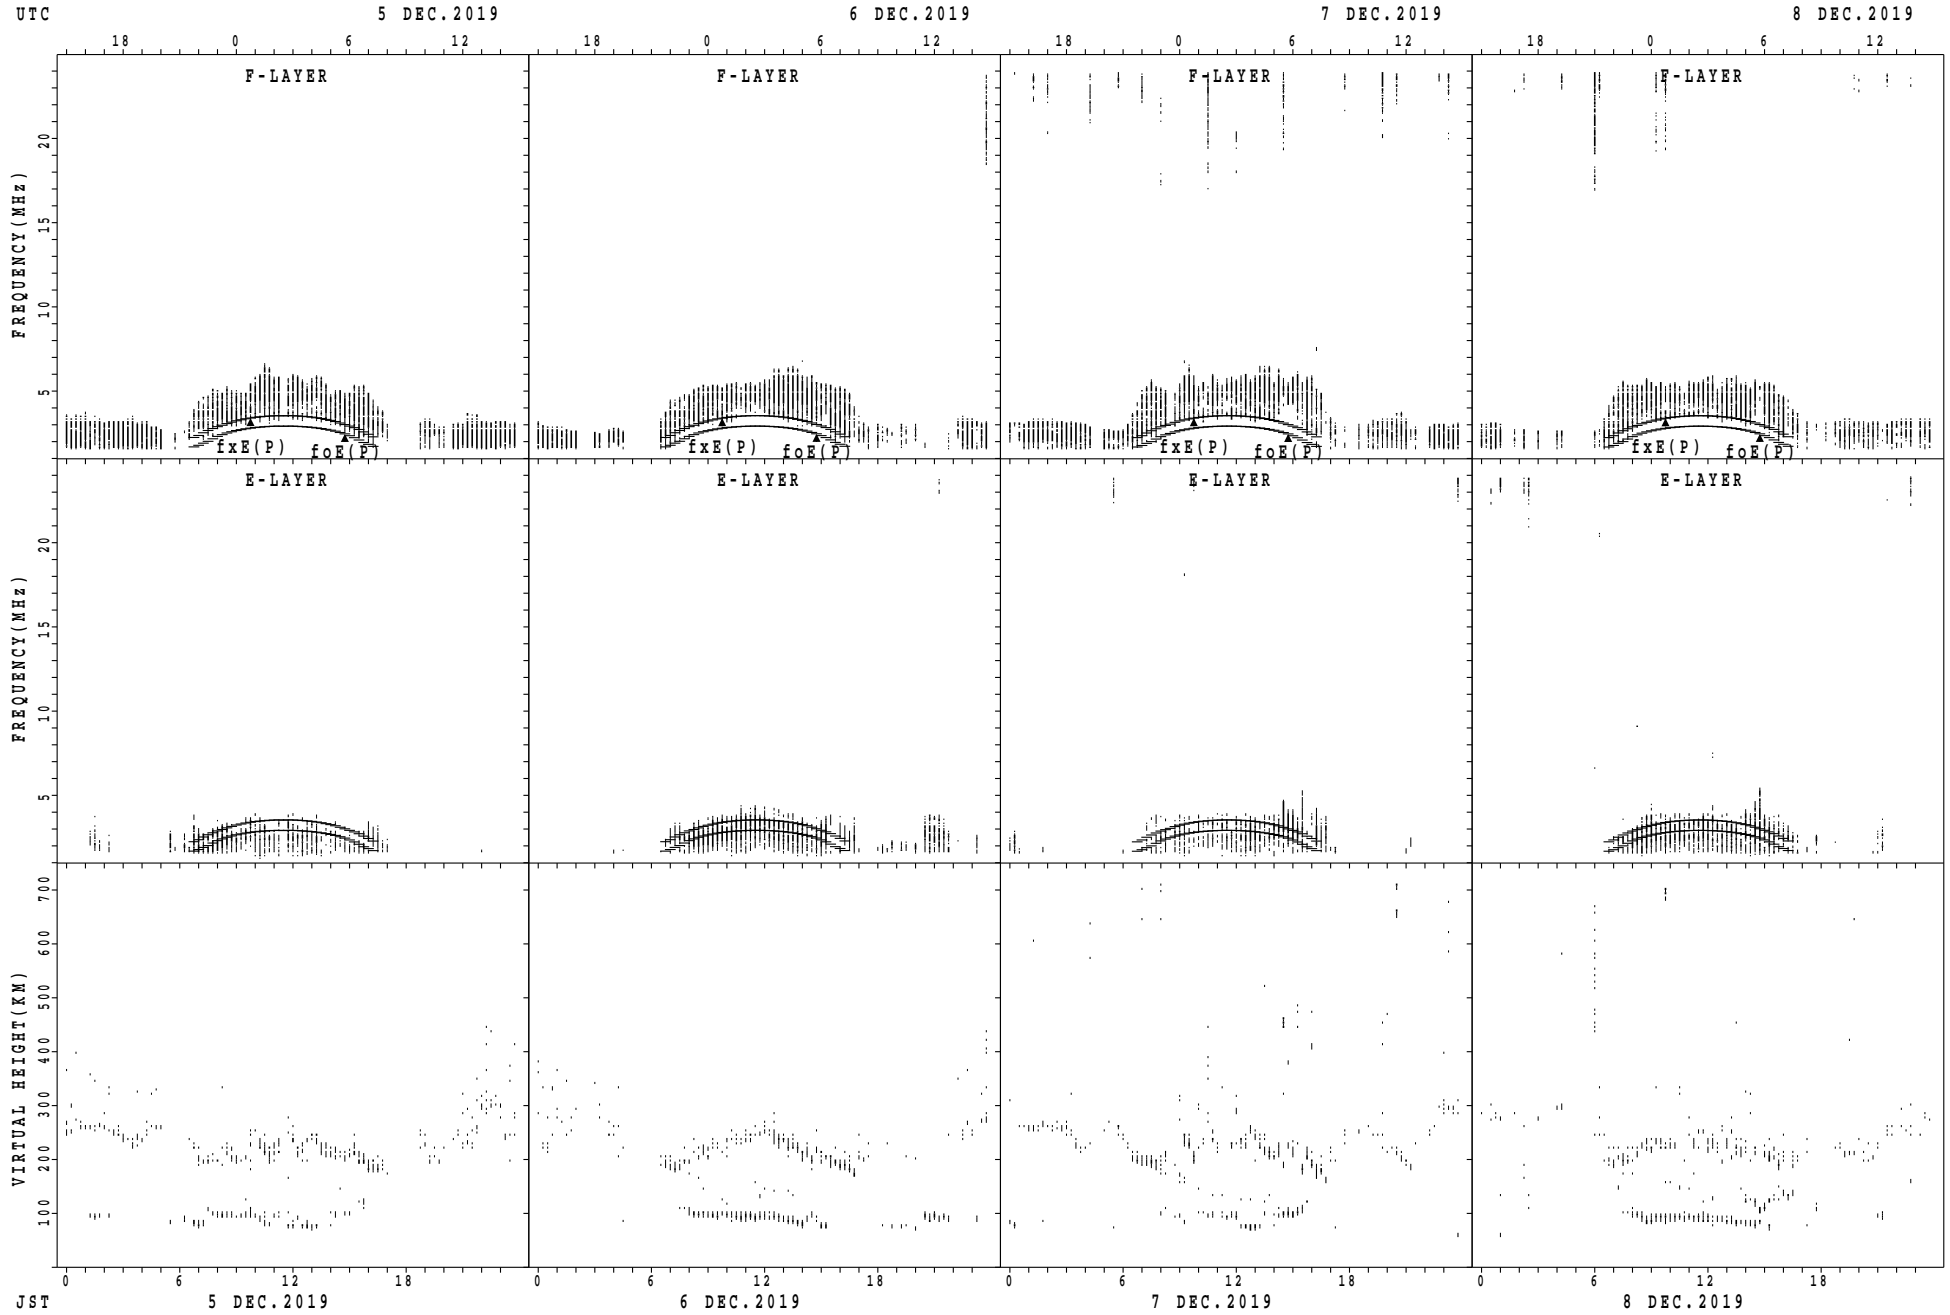 UTC 5 DEC.2019 6 DEC.2019 7 DEC.2019 8 DEC.2019
18 0 6 12 18 0 6 12 18 0 6 12 18 0 6 12
F-LAYER F-LAYER F-LAYER F-LAYER
FREQUENCY(MHz)
20
15
10
5
fxE(P) foE(P) fxE(P) foE(P) fxE(P) foE(P) fxE(P) foE(P)
E-LAYER E-LAYER E-LAYER E-LAYER
FREQUENCY(MHz)
20
15
10
5
VIRTUAL HEIGHT(KM)
700
600
500
400
300
200
100
0 6 12 18 0 6 12 18 0 6 12 18 0 6 12 18
JST 5 DEC.2019 6 DEC.2019 7 DEC.2019 8 DEC.2019